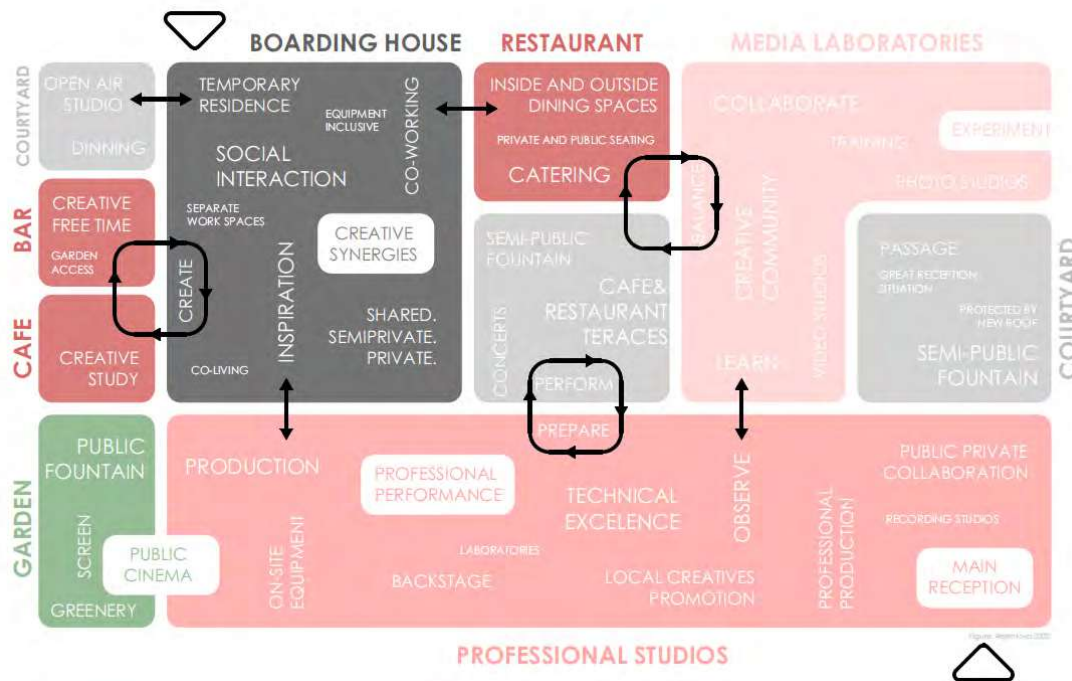 BOARDING HOUSE
RESTAURANT
MEDIA LABORATORIES
COURTYARD
OPEN AIR
STUDIO
DINNING
BAR
CREATIVE
FREE TIME
GARDEN
ACCESS
CAFE
CREATIVE
STUDY
TEMPORARY
RESIDENCE
EQUIPMENT
INCLUSIVE
CO-WORKING
SOCIAL
INTERACTION
SEPARATE
WORK SPACES
CREATIVE
SYNERGIES
CREATE
INSPIRATION
SHARED.
SEMIPRIVATE.
PRIVATE.
CO-LIVING
INSIDE AND OUTSIDE
DINING SPACES
PRIVATE AND PUBLIC SEATING
CATERING
BALANCE
SEMI-PUBLIC
FOUNTAIN
CAFE&
RESTAURANT
TERACES
CONCERTS
PERFORM
PREPARE
COLLABORATE
TRAINING
EXPERIMENT
PHOTO STUDIOS
CREATIVE
COMMUNITY
VIDEO STUDIOS
LEARN
PASSAGE
GREAT RECEPTION
SITUATION
PROTECTED BY
NEW ROOF
SEMI-PUBLIC
FOUNTAIN
COURTYARD
GARDEN
PUBLIC
FOUNTAIN
SCREEN
PUBLIC
CINEMA
GREENERY
PRODUCTION
PROFESSIONAL
PERFORMANCE
ON-SITE
EQUIPMENT
LABORATORIES
BACKSTAGE
TECHNICAL
EXCELENCE
LOCAL CREATIVES
PROMOTION
OBSERVE
PROFESSIONAL
PRODUCTION
PUBLIC PRIVATE
COLLABORATION
RECORDING STUDIOS
MAIN
RECEPTION
PROFESSIONAL STUDIOS